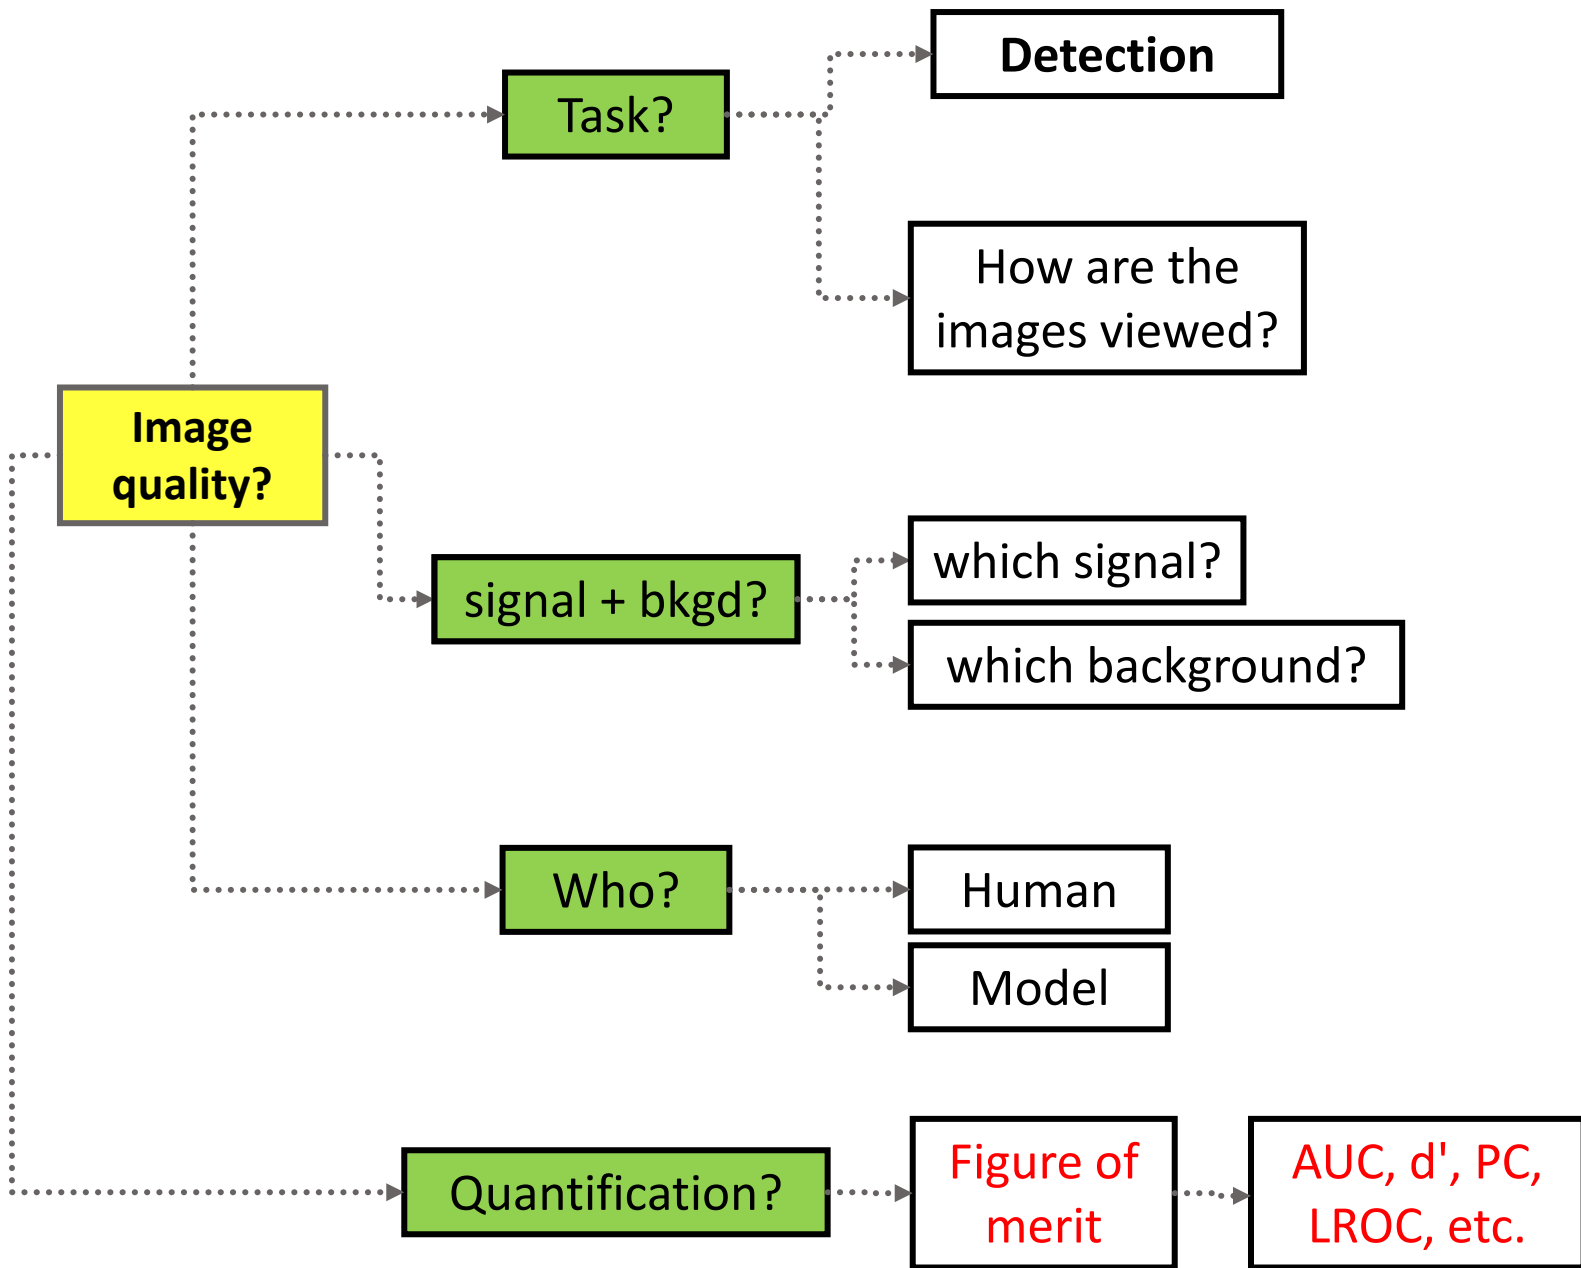 Detection
Task?
How are the
images viewed?
Image
quality?
which signal?
signal + bkgd?
which background?
Who?
Human
Model
Quantification?
Figure of
merit
AUC, d', PC,
LROC, etc.